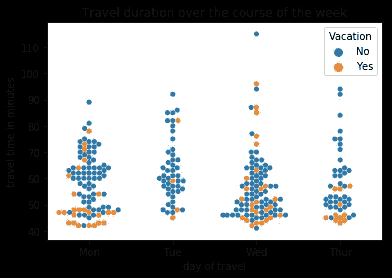 Travel duration over the course of the week
Vacation
No
Yes
travel time in minutes
110
100
90
80
70
60
50
40
Mon
Tue
Wed
Thur
day of travel